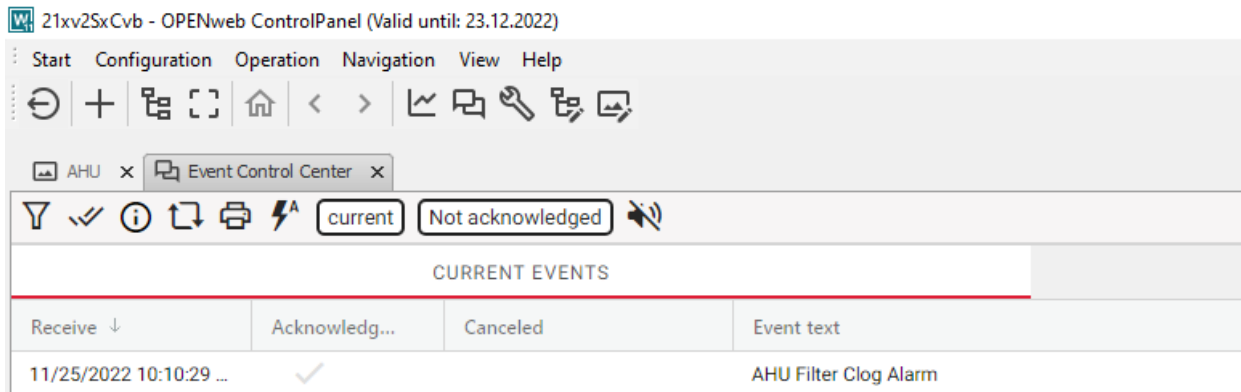 21xv2SxCvb - OPENweb ControlPanel (Valid until: 23.12.2022)
Start Configuration Operation Navigation View Help
AHU Event Control Center
current Not acknowledged
CURRENT EVENTS
Receive Acknowledg... Canceled Event text
11/25/2022 10:10:29 ... AHU Filter Clog Alarm